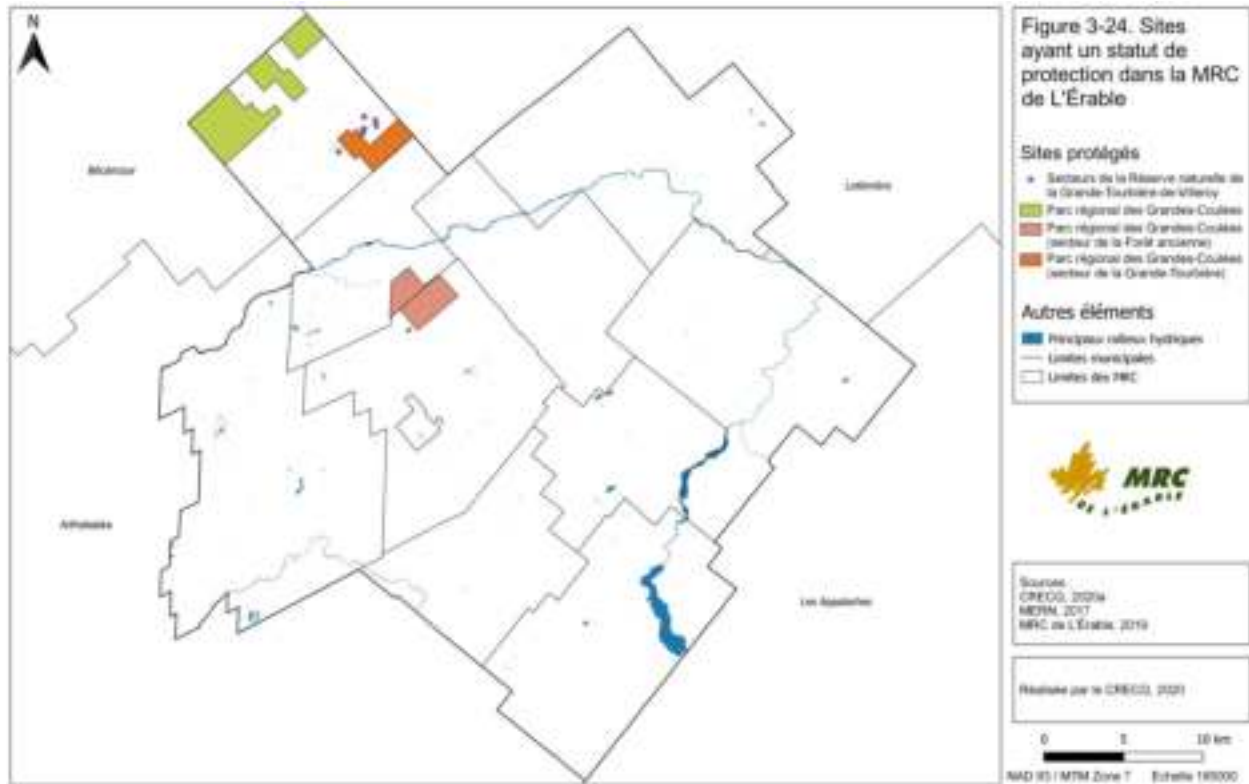 N
Bécancour
Lotbinière
Arthabaska
Les Appalaches
Figure 3-24. Sites
ayant un statut de
protection dans la MRC
de L'Érable
Sites protégés
Secteurs de la Réserve naturelle de
la Grande-Tourbière-de-Villeroy
Parc régional des Grandes-Coulées
Parc régional des Grandes-Coulées
(secteur de la Forêt ancienne)
Parc régional des Grandes-Coulées
(secteur de la Grande-Tourbière)
Autres éléments
Principaux milieux hydriques
Limites municipales
Limites des MRC
MRC
DE L'ÉRABLE
Sources
CRECQ, 2020a
MERN, 2017
MRC de L'Érable, 2019
Réalisée par le CRECQ, 2020
0 5 10 km
NAD 83 / MTM Zone 7 Échelle 185000